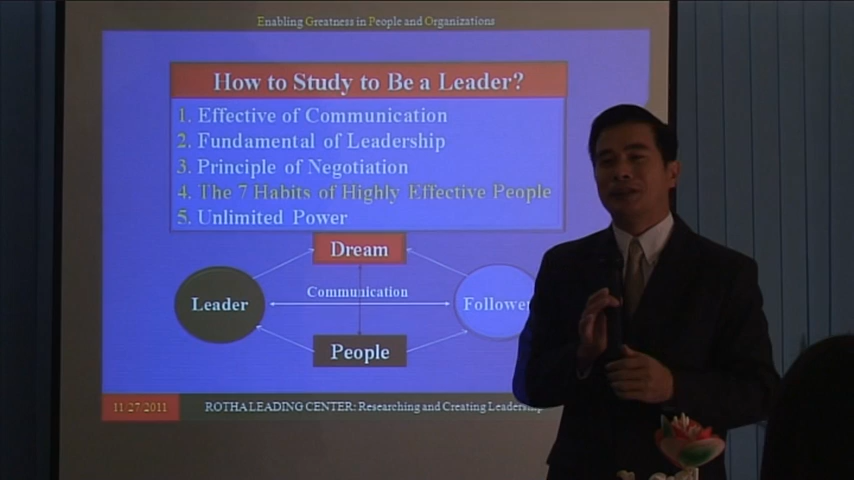 Enabling Greatness in People and Organizations
How to Study to Be a Leader?
1. Effective of Communication
2. Fundamental of Leadership
3. Principle of Negotiation
4. The 7 Habits of Highly Effective People
5. Unlimited Power
Dream
Leader
Communication
Follower
People
11/27/2011
ROTHA LEADING CENTER: Researching and Creating Leadership